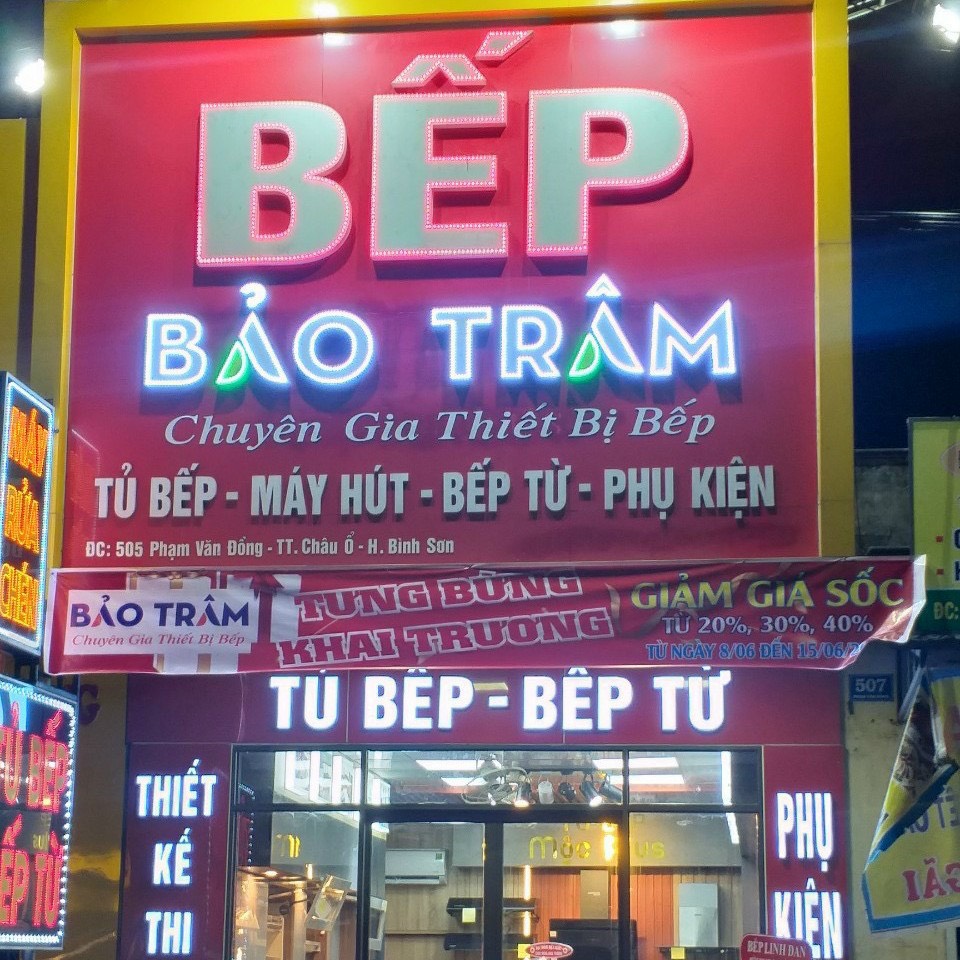 BẾP
BẢO TRÂM
Chuyên Gia Thiết Bị Bếp
TỦ BẾP - MÁY HÚT - BẾP TỪ - PHỤ KIỆN
ĐC: 505 Phạm Văn Đồng - TT. Châu Ổ - H. Bình Sơn
MÁY
RỬA
CHÉN
BẢO TRÂM
Chuyên Gia Thiết Bị Bếp
TƯNG BỪNG
KHAI TRƯƠNG
GIẢM GIÁ SỐC
TỪ 20%, 30%, 40%
TỪ NGÀY 8/06 ĐẾN 15/06/2
ĐC:
507
TỦ BẾP - BẾP TỪ
TỦ BẾP
BẾP TỪ
THIẾT
KẾ
THI
PHỤ
KIỆN
BẾP LINH ĐAN